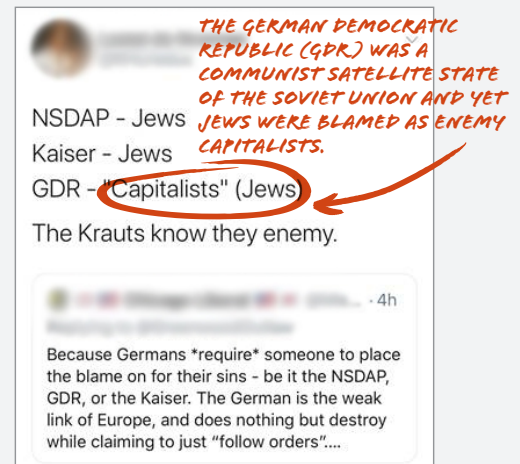 THE GERMAN DEMOCRATIC
REPUBLIC (GDR) WAS A
COMMUNIST SATELLITE STATE
OF THE SOVIET UNION AND YET
JEWS WERE BLAMED AS ENEMY
CAPITALISTS.
NSDAP - Jews
Kaiser - Jews
GDR - "Capitalists" (Jews)
The Krauts know they enemy.
· 4h
Because Germans *require* someone to place
the blame on for their sins - be it the NSDAP,
GDR, or the Kaiser. The German is the weak
link of Europe, and does nothing but destroy
while claiming to just “follow orders”....